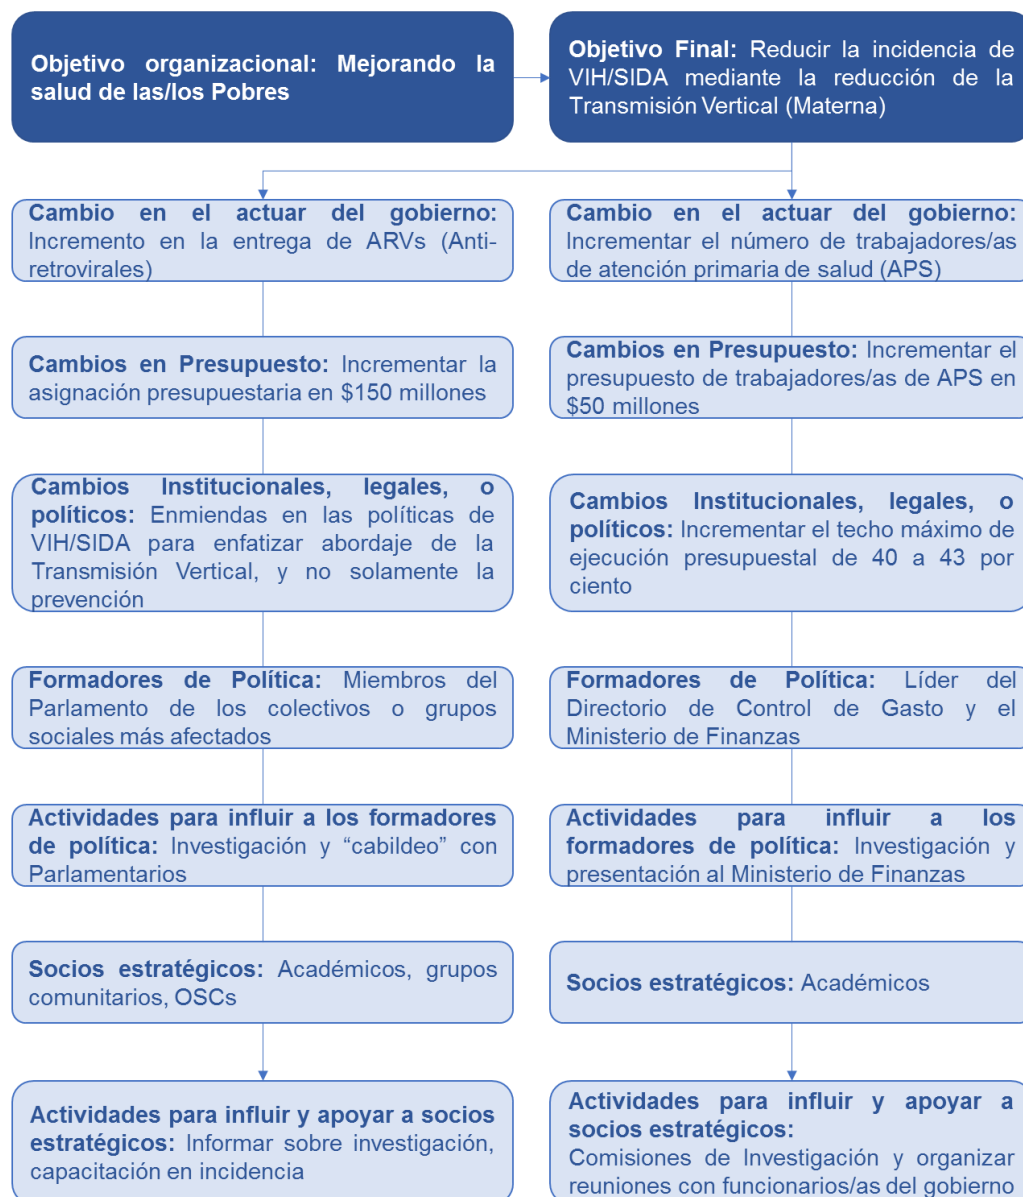 Objetivo organizacional: Mejorando la
salud de las/los Pobres
Objetivo Final: Reducir la incidencia de
VIH/SIDA mediante la reducción de la
Transmisión Vertical (Materna)
Cambio en el actuar del gobierno:
Incremento en la entrega de ARVs (Anti-
retrovirales)
Cambio en el actuar del gobierno:
Incrementar el número de trabajadores/as
de atención primaria de salud (APS)
Cambios en Presupuesto: Incrementar la
asignación presupuestaria en $150 millones
Cambios en Presupuesto: Incrementar el
presupuesto de trabajadores/as de APS en
$50 millones
Cambios Institucionales, legales, o
políticos: Enmiendas en las políticas de
VIH/SIDA para enfatizar abordaje de la
Transmisión Vertical, y no solamente la
prevención
Cambios Institucionales, legales, o
políticos: Incrementar el techo máximo de
ejecución presupuestal de 40 a 43 por
ciento
Formadores de Política: Miembros del
Parlamento de los colectivos o grupos
sociales más afectados
Formadores de Política: Líder del
Directorio de Control de Gasto y el
Ministerio de Finanzas
Actividades para influir a los formadores
de política: Investigación y “cabildeo” con
Parlamentarios
Actividades para influir a los
formadores de política: Investigación y
presentación al Ministerio de Finanzas
Socios estratégicos: Académicos, grupos
comunitarios, OSCs
Socios estratégicos: Académicos
Actividades para influir y apoyar a socios
estratégicos: Informar sobre investigación,
capacitación en incidencia
Actividades para influir y apoyar a
socios estratégicos:
Comisiones de Investigación y organizar
reuniones con funcionarios/as del gobierno